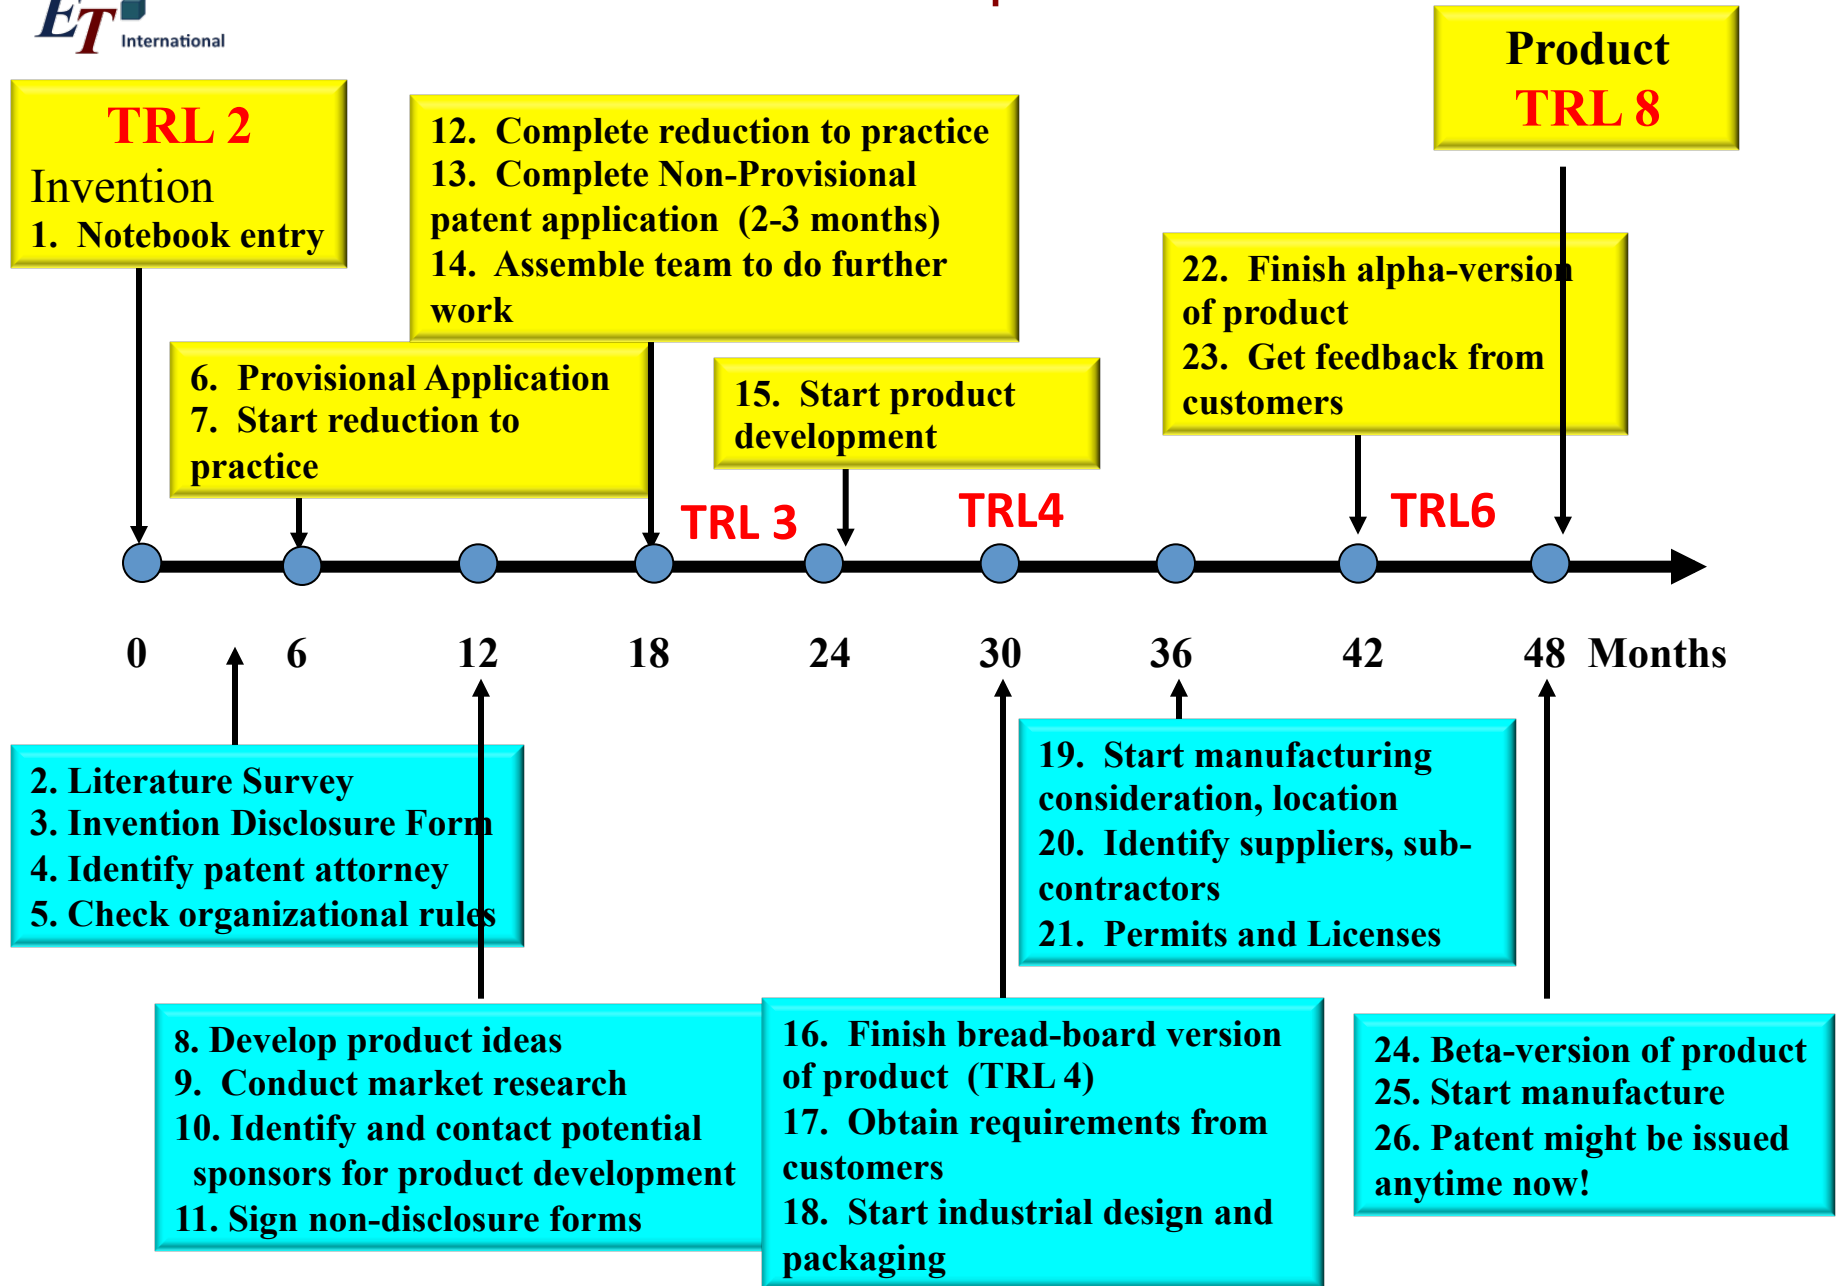 ET International
Product
TRL 8
TRL 2
Invention
1. Notebook entry
12. Complete reduction to practice
13. Complete Non-Provisional
patent application (2-3 months)
14. Assemble team to do further
work
22. Finish alpha-version
of product
23. Get feedback from
customers
6. Provisional Application
7. Start reduction to
practice
15. Start product
development
TRL 3
TRL4
TRL6
0 6 12 18 24 30 36 42 48 Months
2. Literature Survey
3. Invention Disclosure Form
4. Identify patent attorney
5. Check organizational rules
19. Start manufacturing
consideration, location
20. Identify suppliers, sub-
contractors
21. Permits and Licenses
8. Develop product ideas
9. Conduct market research
10. Identify and contact potential
sponsors for product development
11. Sign non-disclosure forms
16. Finish bread-board version
of product (TRL 4)
17. Obtain requirements from
customers
18. Start industrial design and
packaging
24. Beta-version of product
25. Start manufacture
26. Patent might be issued
anytime now!